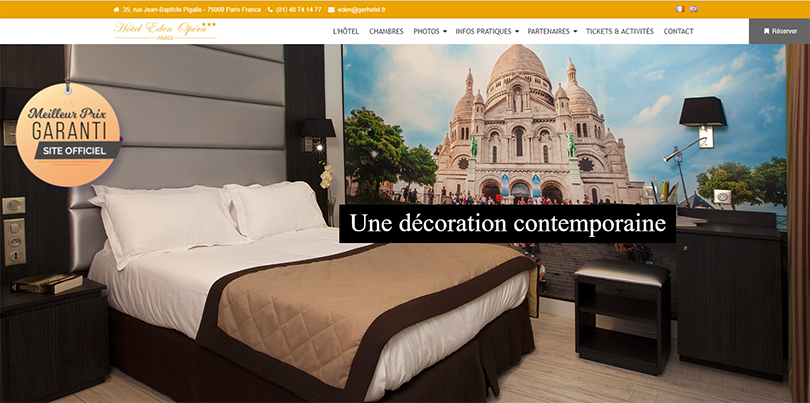 35, rue Jean-Baptiste Pigalle - 75009 Paris France (01) 48 74 14 77 eden@gerhotel.fr
Hôtel Eden Opéra
PARIS
L'HÔTEL CHAMBRES PHOTOS INFOS PRATIQUES PARTENAIRES TICKETS & ACTIVITÉS CONTACT
Réserver
Meilleur Prix
GARANTI
SITE OFFICIEL
Une décoration contemporaine